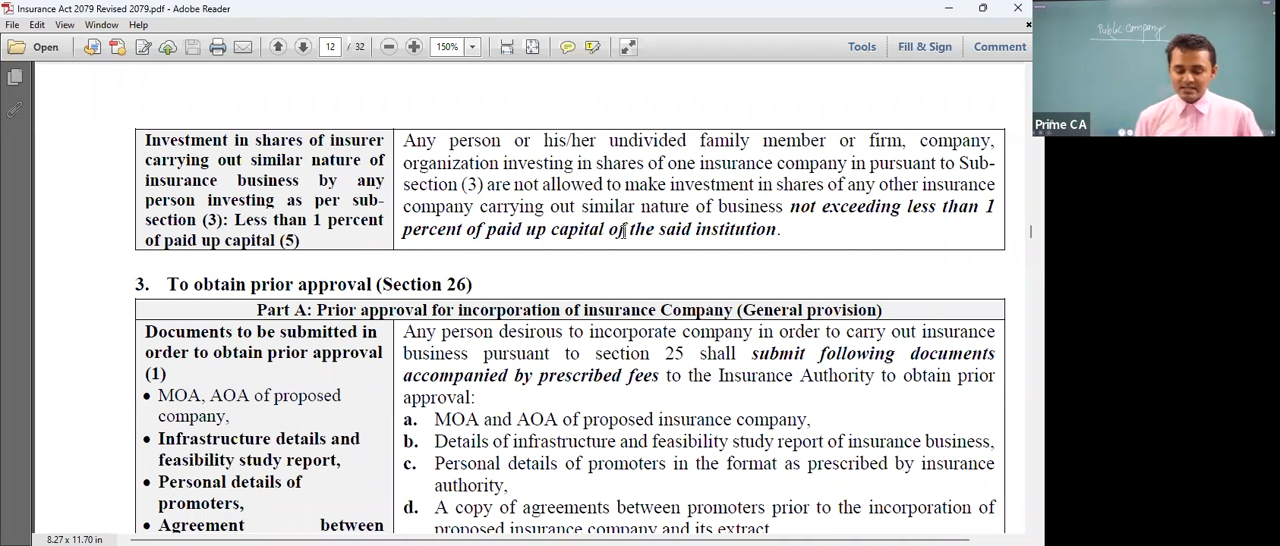 Insurance Act 2079 Revised 2079.pdf - Adobe Reader
File Edit View Window Help
Open 12 / 32 150% Tools Fill & Sign Comment
Public Company
Prime CA
Investment in shares of insurer
carrying out similar nature of
insurance business by any
person investing as per sub-
section (3): Less than 1 percent
of paid up capital (5)
Any person or his/her undivided family member or firm, company,
organization investing in shares of one insurance company in pursuant to Sub-
section (3) are not allowed to make investment in shares of any other insurance
company carrying out similar nature of business not exceeding less than 1
percent of paid up capital of the said institution.
3. To obtain prior approval (Section 26)
Part A: Prior approval for incorporation of insurance Company (General provision)
Documents to be submitted in
order to obtain prior approval
(1)
• MOA, AOA of proposed
company,
• Infrastructure details and
feasibility study report,
• Personal details of
promoters,
• Agreement between
Any person desirous to incorporate company in order to carry out insurance
business pursuant to section 25 shall submit following documents
accompanied by prescribed fees to the Insurance Authority to obtain prior
approval:
a. MOA and AOA of proposed insurance company,
b. Details of infrastructure and feasibility study report of insurance business,
c. Personal details of promoters in the format as prescribed by insurance
authority,
d. A copy of agreements between promoters prior to the incorporation of
proposed insurance company and its extract
8.27 x 11.70 in